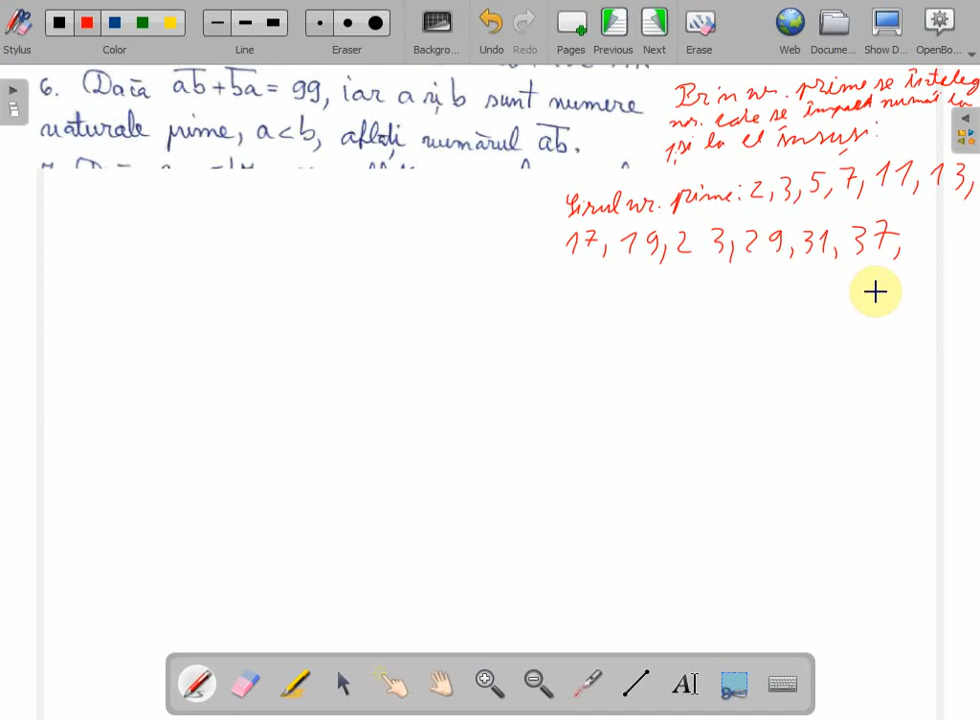 Stylus
Color
Line
Eraser
Backgro...
Undo
Redo
Pages
Previous
Next
Erase
Web
Docume...
Show D...
OpenBo...
6. Dacă ab+ba = 99, iar a și b sunt numere
naturale prime, a<b, aflați numărul ab.
Prin nr. prime se înțeleg
nr. care se împart numai la
1 și la el însuși:
Șirul nr. prime: 2, 3, 5, 7, 11, 13,
17, 19, 23, 29, 31, 37,